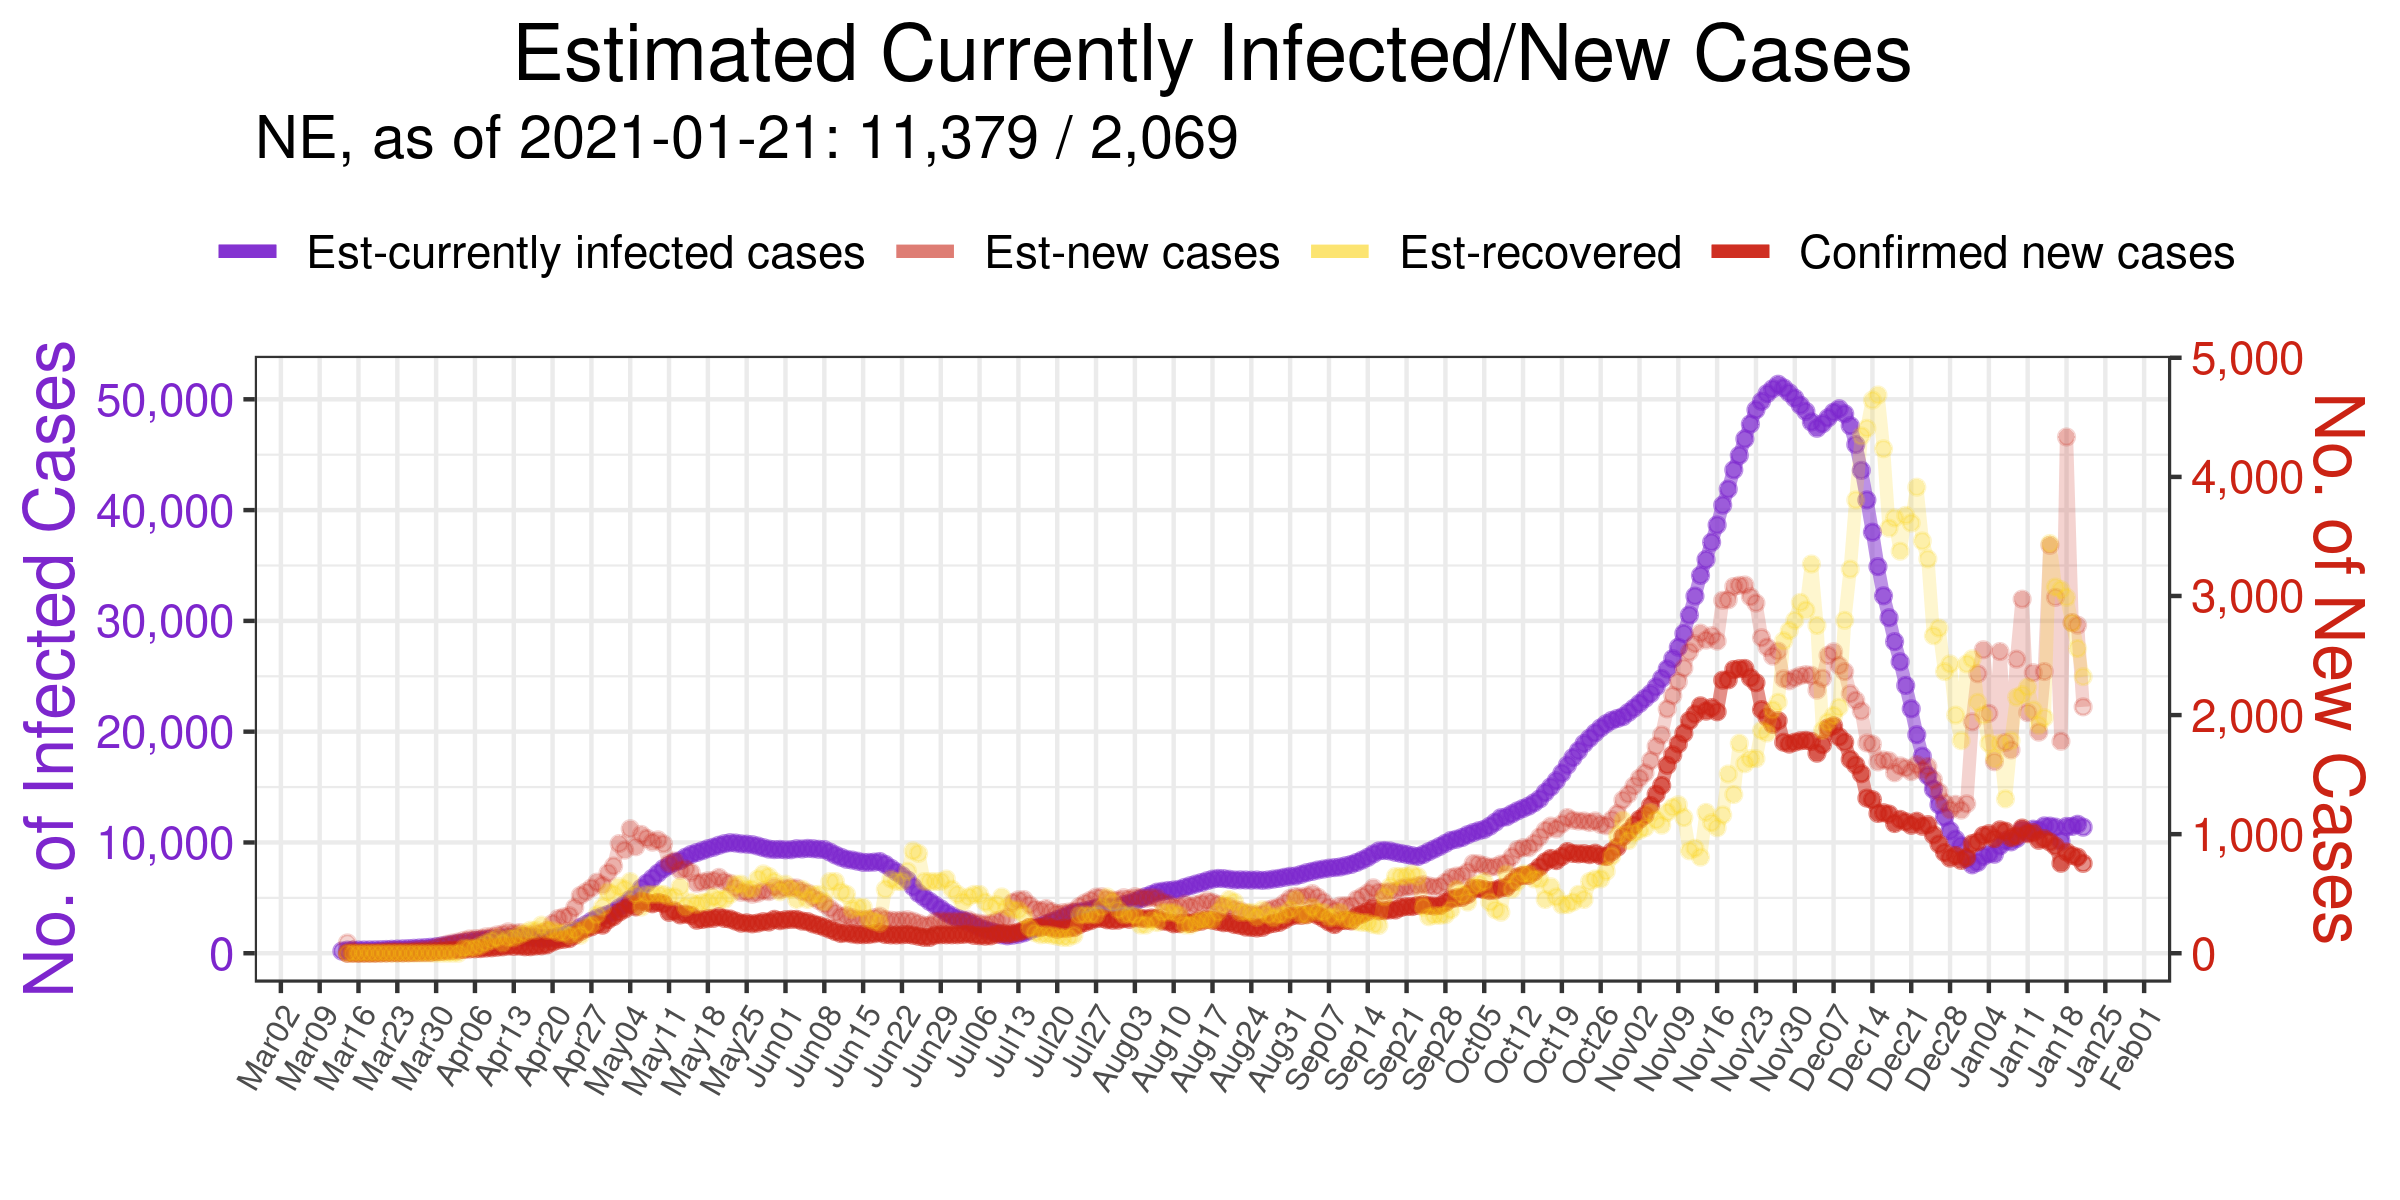 Estimated Currently Infected/New Cases
NE, as of 2021-01-21: 11,379 / 2,069
Est-currently infected cases Est-new cases Est-recovered Confirmed new cases
No. of Infected Cases
50,000
40,000
30,000
20,000
10,000
0
5,000
4,000
3,000
2,000
1,000
0
No. of New Cases
Mar02 Mar09 Mar16 Mar23 Mar30 Apr06 Apr13 Apr20 Apr27 May04 May11 May18 May25 Jun01 Jun08 Jun15 Jun22 Jun29 Jul06 Jul13 Jul20 Jul27 Aug03 Aug10 Aug17 Aug24 Aug31 Sep07 Sep14 Sep21 Sep28 Oct05 Oct12 Oct19 Oct26 Nov02 Nov09 Nov16 Nov23 Nov30 Dec07 Dec14 Dec21 Dec28 Jan04 Jan11 Jan18 Jan25 Feb01